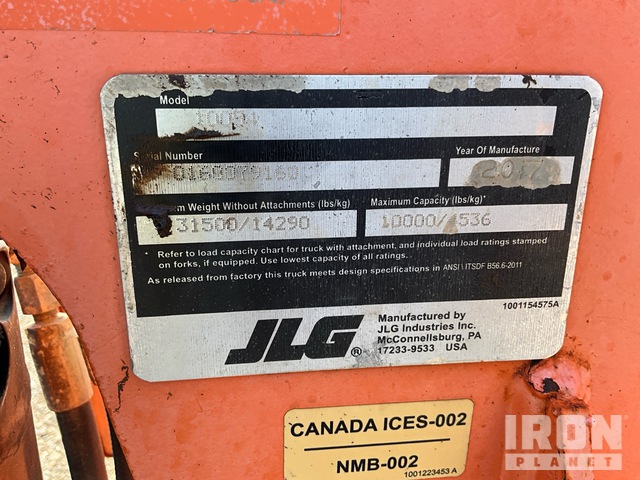 Model
10054
Serial Number
0160079160
Year Of Manufacture
2017
Weight Without Attachments (lbs/kg)
31500/14290
Maximum Capacity (lbs/kg)*
10000/4536
* Refer to load capacity chart for truck with attachment, and individual load ratings stamped
on forks, if equipped. Use lowest capacity of all ratings.
As released from factory this truck meets design specifications in ANSI \ ITSDF B56.6-2011
1001154575A
JLG®
Manufactured by
JLG Industries Inc.
McConnellsburg, PA
17233-9533 USA
CANADA ICES-002
NMB-002
1001223453 A
IRON
PLANET